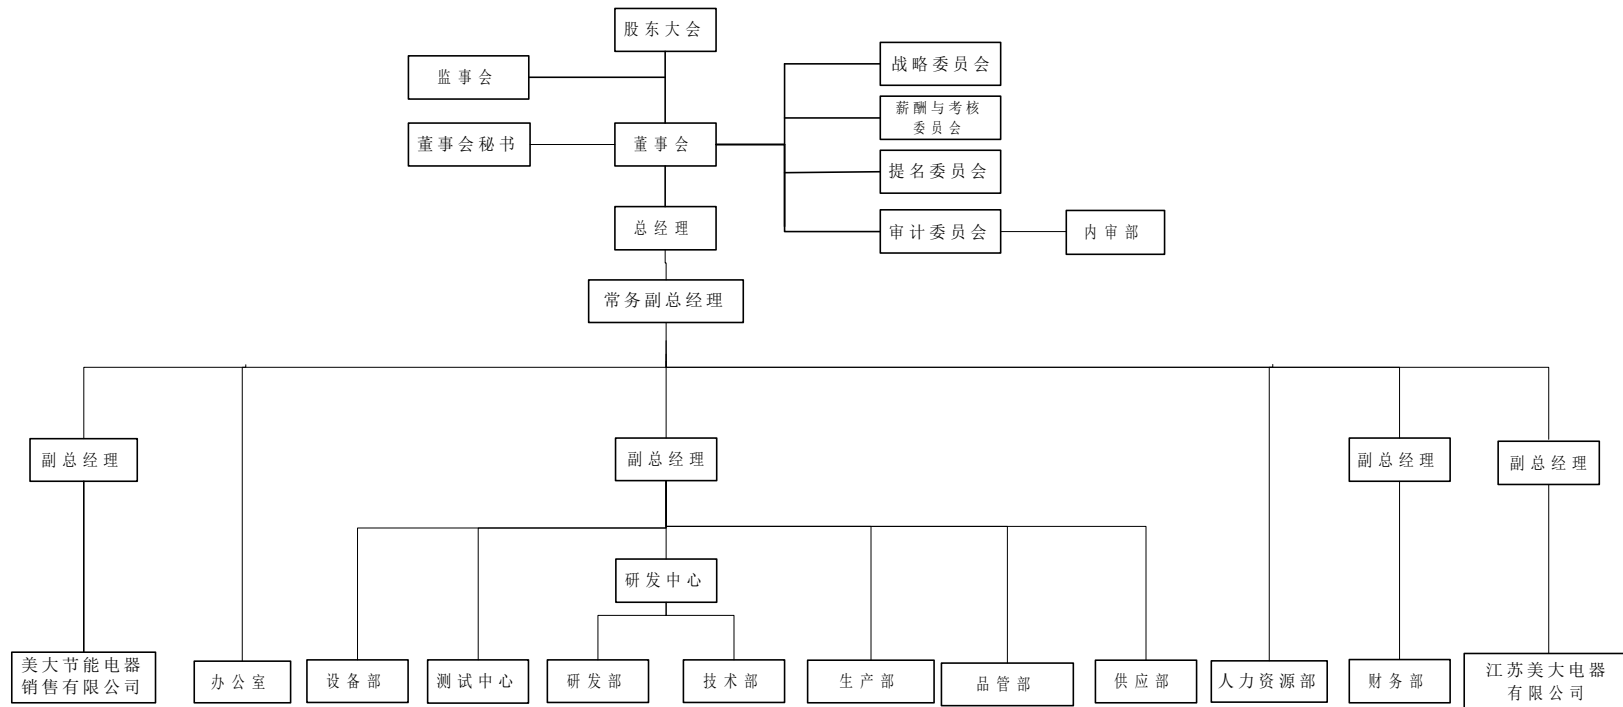 股东大会
监事会
战略委员会
薪酬与考核
委员会
董事会秘书
董事会
提名委员会
总经理
审计委员会
内审部
常务副总经理
副总经理
副总经理
副总经理
副总经理
研发中心
美大节能电器
销售有限公司
办公室
设备部
测试中心
研发部
技术部
生产部
品管部
供应部
人力资源部
财务部
江苏美大电器
有限公司